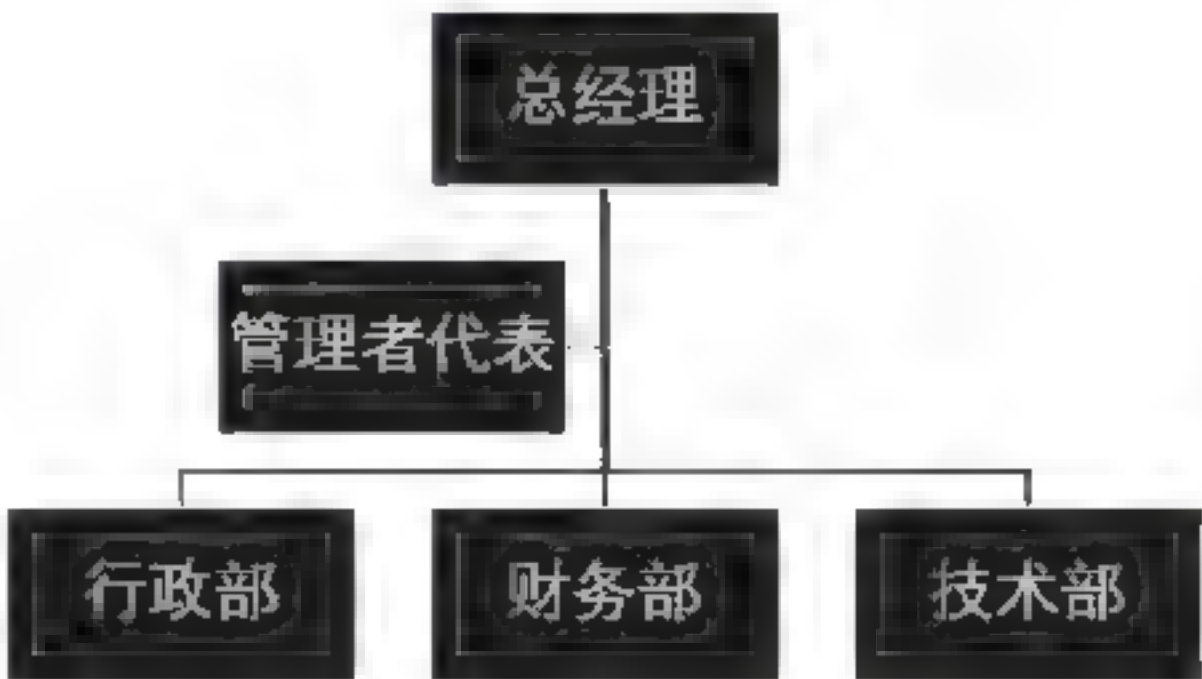 总经理
管理者代表
行政部
财务部
技术部